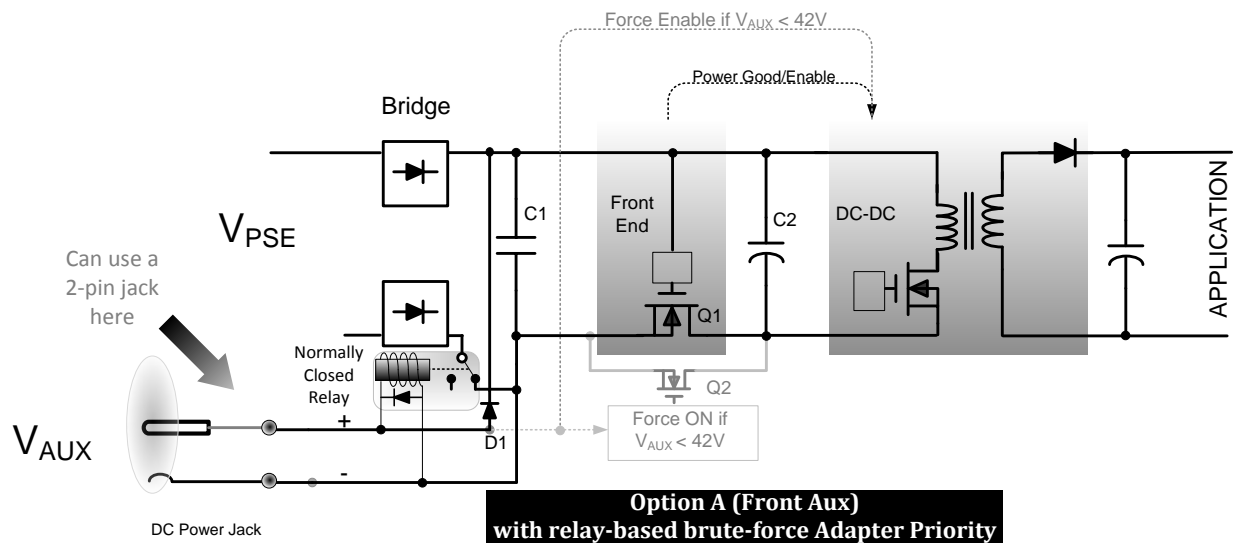 Force Enable if VAUX < 42V
Power Good/Enable
Bridge
C1
Front
End
C2
DC-DC
VPSE
Can use a
2-pin jack
here
Q1
APPLICATION
Normally
Closed
Relay
Q2
+
Force ON if
VAUX < 42V
D1
VAUX
-
Option A (Front Aux)
with relay-based brute-force Adapter Priority
DC Power Jack